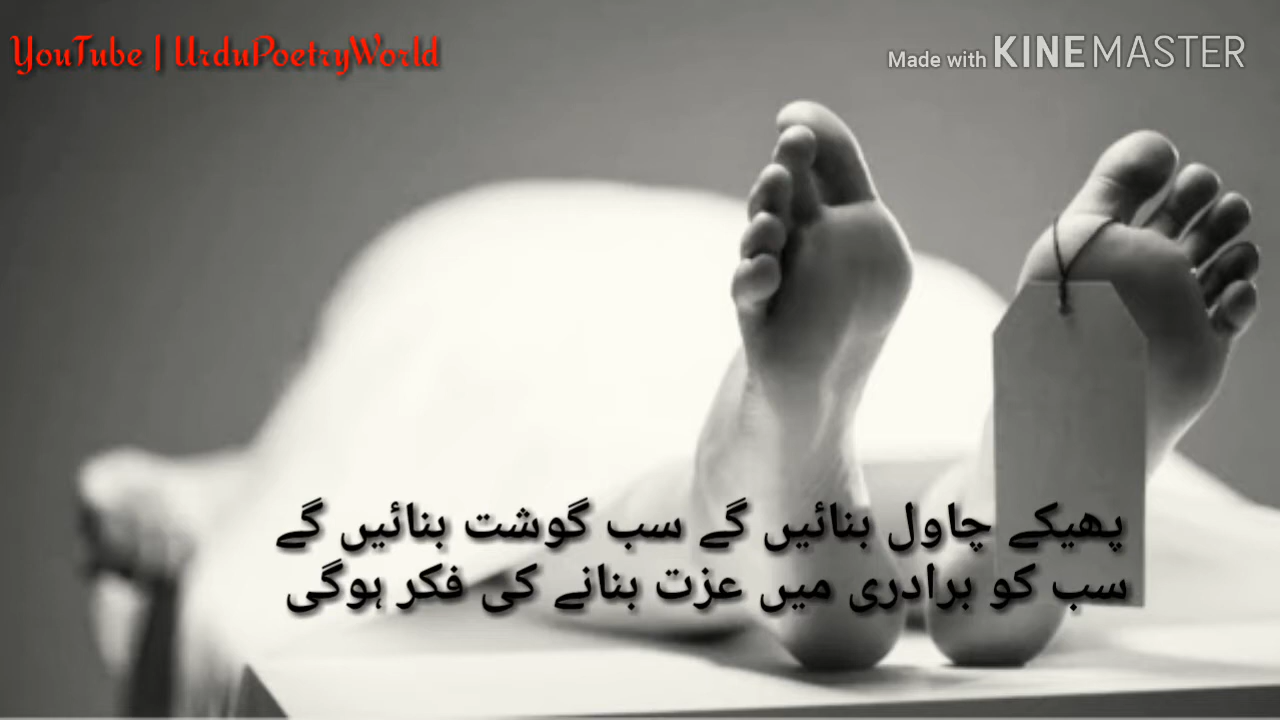 YouTube | UrduPoetryWorld
Made with KINEMASTER
پھیکے چاول بنائیں گے سب گوشت بنائیں گے
سب کو برادری میں عزت بنانے کی فکر ہوگی